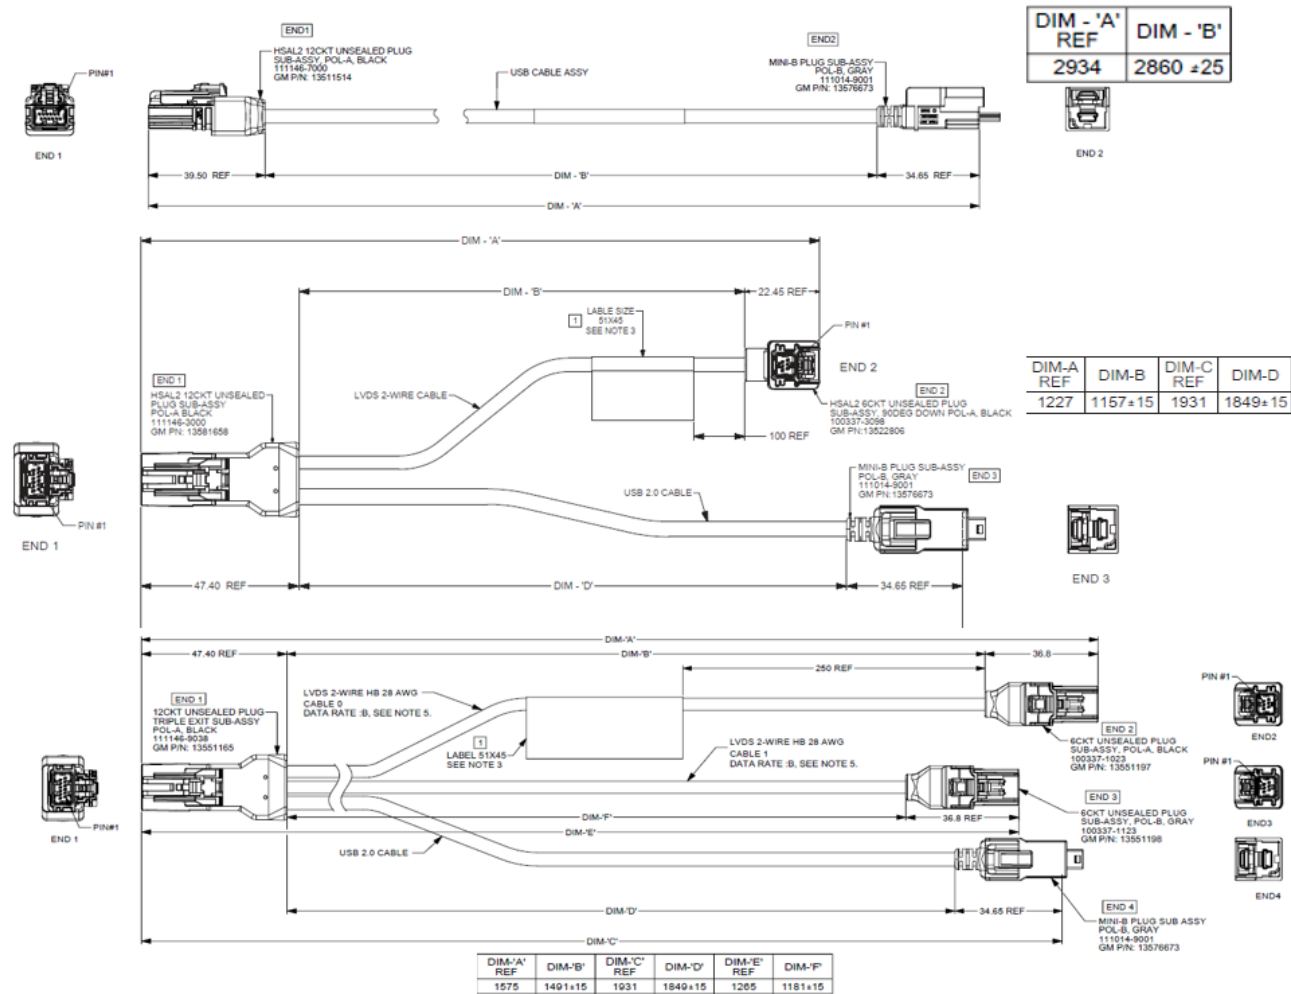 END1
HSAL2 12CKT UNSEALED PLUG
SUB-ASSY, POL-A, BLACK
111146-7000
GM P/N: 13511514
PIN#1
END 1
USB CABLE ASSY
END2
MINI-B PLUG SUB-ASSY
POL-B, GRAY
111014-9001
GM P/N: 13576673
DIM - 'A' REF
DIM - 'B'
2934
2860 ±25
END 2
39.50 REF
DIM - 'B'
34.65 REF
DIM - 'A'
DIM - 'A'
DIM - 'B'
22.45 REF
1
LABLE SIZE
51X45
SEE NOTE 3
PIN #1
END 2
END 1
HSAL2 12CKT UNSEALED
PLUG SUB-ASSY
POL-A BLACK
111146-3000
GM PN: 13581658
LVDS 2-WIRE CABLE
END 2
HSAL2 6CKT UNSEALED PLUG
SUB-ASSY, 90DEG DOWN POL-A, BLACK
100337-3098
GM PN:13522806
100 REF
DIM-A REF
DIM-B
DIM-C REF
DIM-D
1227
1157±15
1931
1849±15
MINI-B PLUG SUB-ASSY
POL-B, GRAY
111014-9001
GM PN:13576673
END 3
USB 2.0 CABLE
PIN #1
END 1
END 3
47.40 REF
DIM - 'D'
34.65 REF
DIM-'A'
47.40 REF
DIM-'B'
36.8
250 REF
END 1
12CKT UNSEALED PLUG
TRIPLE EXIT SUB-ASSY
POL-A, BLACK
111146-9038
GM P/N: 13551165
LVDS 2-WIRE HB 28 AWG
CABLE 0
DATA RATE :B, SEE NOTE 5.
1
LABEL 51X45
SEE NOTE 3
LVDS 2-WIRE HB 28 AWG
CABLE 1
DATA RATE :B, SEE NOTE 5.
END 2
6CKT UNSEALED PLUG
SUB-ASSY, POL-A, BLACK
100337-1023
GM P/N: 13551197
PIN #1
END2
PIN #1
END3
END4
END 3
6CKT UNSEALED PLUG
SUB-ASSY, POL-B, GRAY
100337-1123
GM P/N: 13551198
PIN#1
END 1
DIM-'F'
36.8 REF
DIM-'E'
USB 2.0 CABLE
DIM-'D'
34.65 REF
END 4
MINI-B PLUG SUB ASSY
POL-B, GRAY
111014-9001
GM P/N: 13576673
DIM-'C'
DIM-'A' REF
DIM-'B'
DIM-'C' REF
DIM-'D'
DIM-'E' REF
DIM-'F'
1575
1491±15
1931
1849±15
1265
1181±15